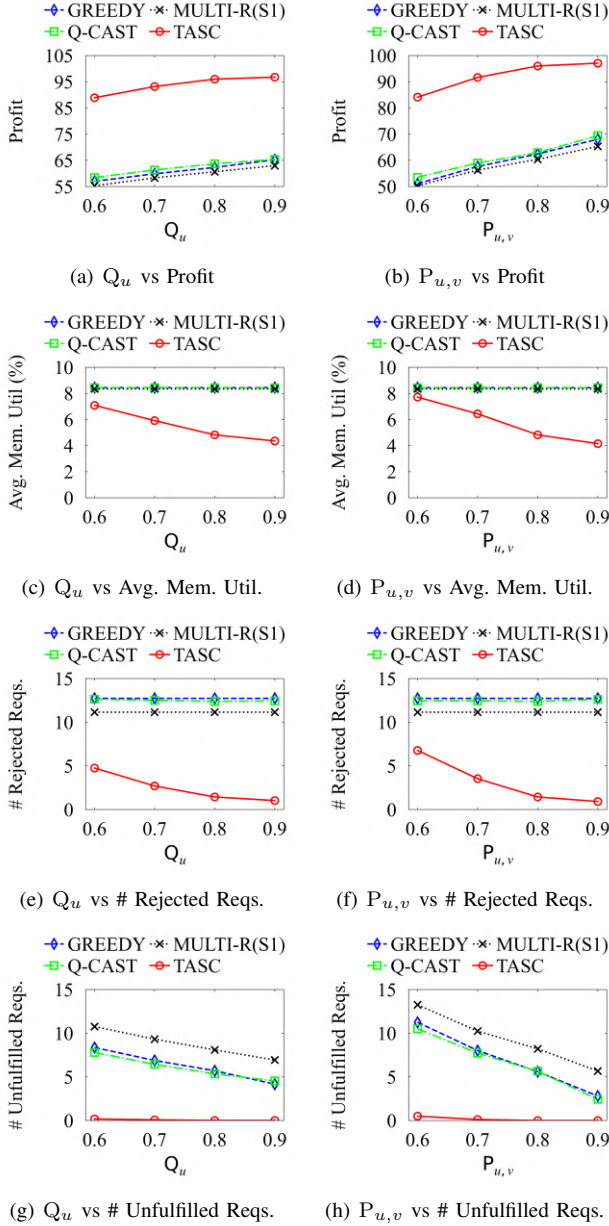 GREEDY MULTI-R(S1)
Q-CAST TASC
Profit
105
95
85
75
65
55
0.6 0.7 0.8 0.9
Q_u
(a) Q_u vs Profit
GREEDY MULTI-R(S1)
Q-CAST TASC
Profit
100
90
80
70
60
50
0.6 0.7 0.8 0.9
P_{u,v}
(b) P_{u,v} vs Profit
GREEDY MULTI-R(S1)
Q-CAST TASC
Avg. Mem. Util (%)
10
8
6
4
2
0
0.6 0.7 0.8 0.9
Q_u
(c) Q_u vs Avg. Mem. Util.
GREEDY MULTI-R(S1)
Q-CAST TASC
Avg. Mem. Util (%)
10
8
6
4
2
0
0.6 0.7 0.8 0.9
P_{u,v}
(d) P_{u,v} vs Avg. Mem. Util.
GREEDY MULTI-R(S1)
Q-CAST TASC
# Rejected Reqs.
15
10
5
0
0.6 0.7 0.8 0.9
Q_u
(e) Q_u vs # Rejected Reqs.
GREEDY MULTI-R(S1)
Q-CAST TASC
# Rejected Reqs.
15
10
5
0
0.6 0.7 0.8 0.9
P_{u,v}
(f) P_{u,v} vs # Rejected Reqs.
GREEDY MULTI-R(S1)
Q-CAST TASC
# Unfulfilled Reqs.
15
10
5
0
0.6 0.7 0.8 0.9
Q_u
(g) Q_u vs # Unfulfilled Reqs.
GREEDY MULTI-R(S1)
Q-CAST TASC
# Unfulfilled Reqs.
15
10
5
0
0.6 0.7 0.8 0.9
P_{u,v}
(h) P_{u,v} vs # Unfulfilled Reqs.